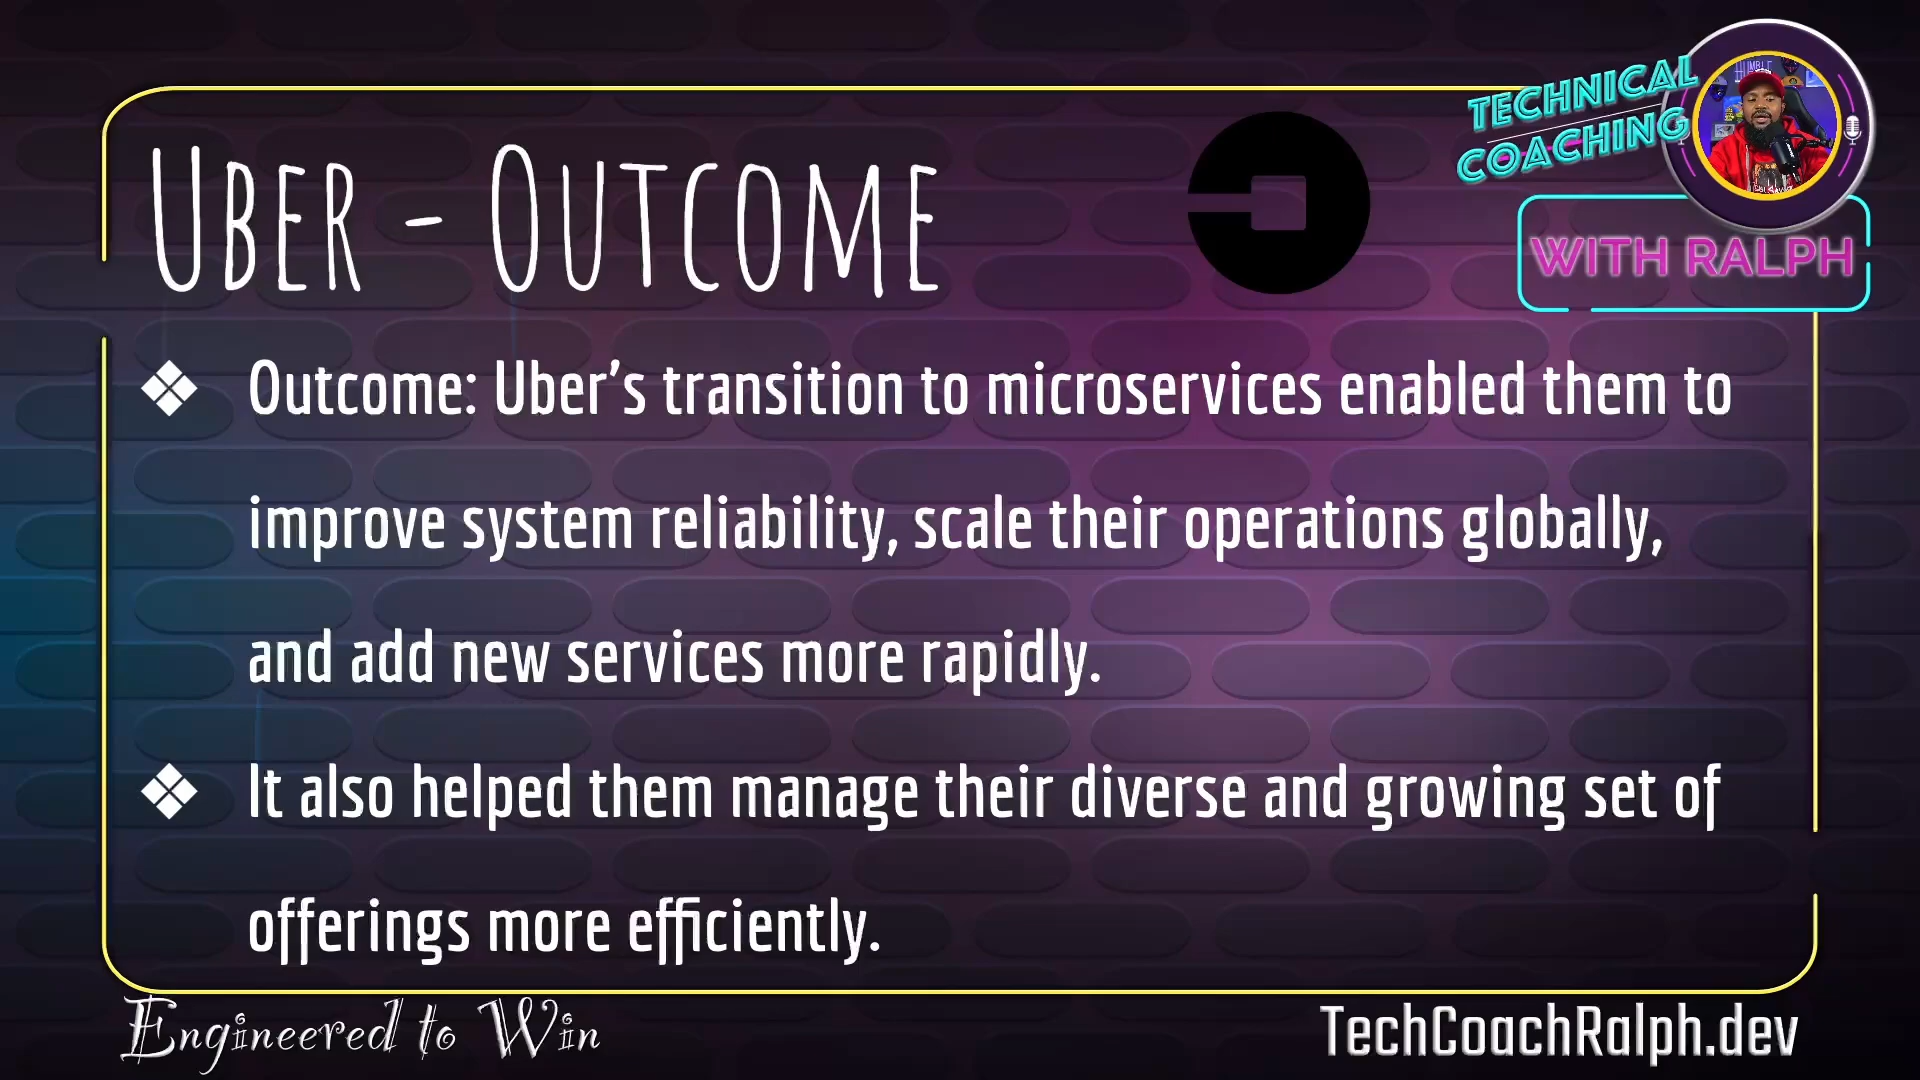 TECHNICAL
COACHING
WITH RALPH
Uber - Outcome
❖ Outcome: Uber’s transition to microservices enabled them to
improve system reliability, scale their operations globally,
and add new services more rapidly.
❖ It also helped them manage their diverse and growing set of
offerings more efficiently.
Engineered to Win
TechCoachRalph.dev